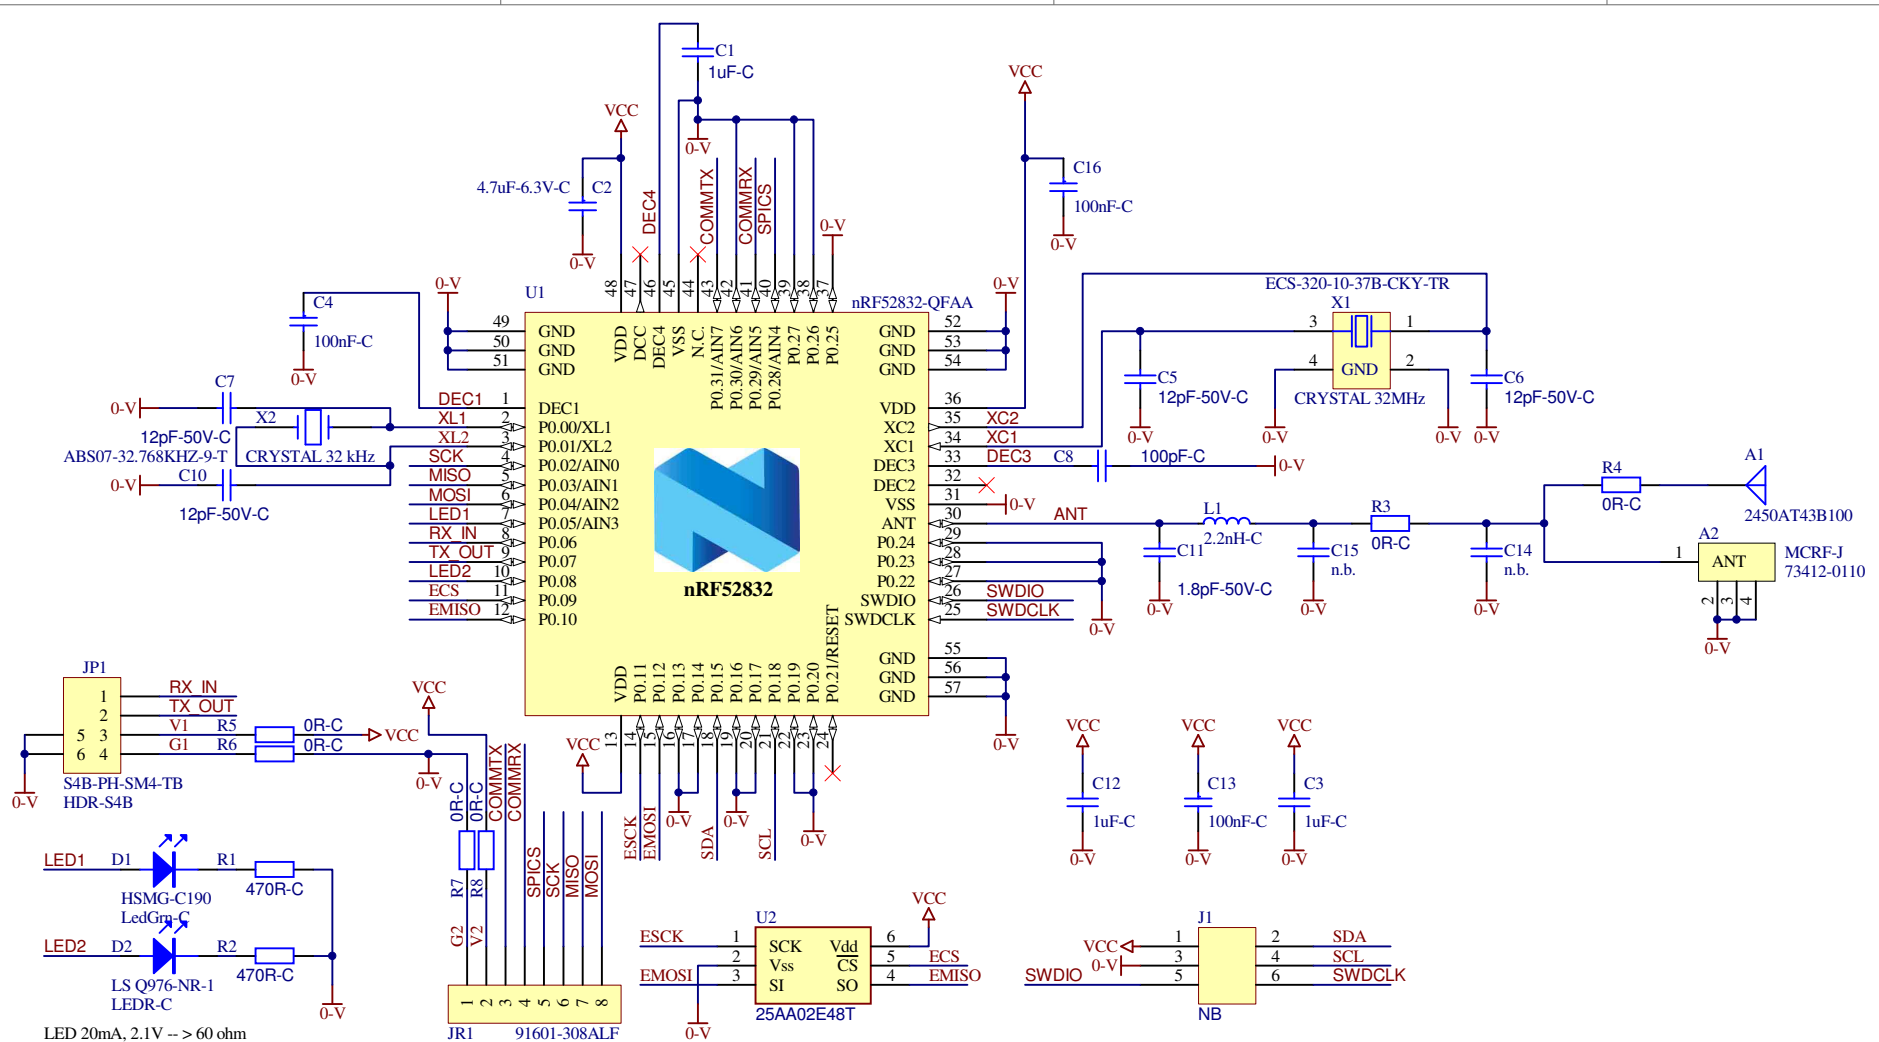 C1
1uF-C
VCC
0-V
4.7uF-6.3V-C C2
0-V
DEC4
COMMTX
COMMRX
SPICS
0-V
VCC
C16
100nF-C
0-V
C4
100nF-C
0-V
0-V
U1
nRF52832-QFAA
0-V
48 47 46 45 44 43 42 41 40 39 38 37
VDD DCC DEC4 VSS N.C. P0.31/AIN7 P0.30/AIN6 P0.29/AIN5 P0.28/AIN4 P0.27 P0.26 P0.25
49 GND
50 GND
51 GND
DEC1 1 DEC1
XL1 2 P0.00/XL1
XL2 3 P0.01/XL2
SCK 4 P0.02/AIN0
MISO 5 P0.03/AIN1
MOSI 6 P0.04/AIN2
LED1 7 P0.05/AIN3
RX_IN 8 P0.06
TX_OUT 9 P0.07
LED2 10 P0.08
ECS 11 P0.09
EMISO 12 P0.10
nRF52832
GND 52
GND 53
GND 54
VDD 36
XC2 35 XC2
XC1 34 XC1
DEC3 33 DEC3
DEC2 32
VSS 31 0-V
ANT 30 ANT
P0.24 29
P0.23 28
P0.22 27
SWDIO 26 SWDIO
SWDCLK 25 SWDCLK
GND 55
GND 56
GND 57
0-V
0-V
VDD P0.11 P0.12 P0.13 P0.14 P0.15 P0.16 P0.17 P0.18 P0.19 P0.20 P0.21/RESET
13 14 15 16 17 18 19 20 21 22 23 24
VCC
ESCK
EMOSI
0-V
SDA
0-V
SCL
0-V
C7
0-V
12pF-50V-C
X2
ABS07-32.768KHZ-9-T
CRYSTAL 32 kHz
C10
0-V
12pF-50V-C
ECS-320-10-37B-CKY-TR
X1
3 1
4 GND 2
CRYSTAL 32MHz
C5
12pF-50V-C
0-V
0-V
0-V
C6
12pF-50V-C
0-V
C8 100pF-C 0-V
L1
2.2nH-C
C11
1.8pF-50V-C
0-V
C15
n.b.
0-V
R3
0R-C
C14
n.b.
0-V
R4
0R-C
A1
2450AT43B100
A2
1 ANT
MCRF-J
73412-0110
2 3 4
0-V
JP1
1 RX_IN
2 TX_OUT
5 3 V1 R5 0R-C VCC
6 4 G1 R6 0R-C
S4B-PH-SM4-TB
HDR-S4B
0-V
VCC
0-V
0R-C
0R-C
R7
R8
G2
V2
COMMTX
COMMRX
SPICS
SCK
MISO
MOSI
1 2 3 4 5 6 7 8
JR1 91601-308ALF
LED1 D1 R1
470R-C
HSMG-C190
LedGrn-C
LED2 D2 R2
470R-C
LS Q976-NR-1
LEDR-C
0-V
LED 20mA, 2.1V -- > 60 ohm
U2
VCC
ESCK 1 SCK Vdd 6
2 Vss CS 5 ECS
EMOSI 3 SI SO 4 EMISO
25AA02E48T
0-V
VCC
C12
1uF-C
0-V
VCC
C13
100nF-C
0-V
VCC
C3
1uF-C
0-V
J1
VCC 1 2 SDA
0-V 3 4 SCL
SWDIO 5 6 SWDCLK
NB